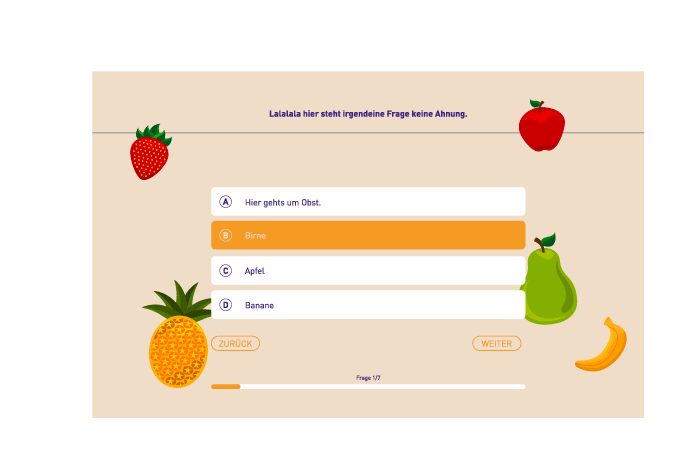 Lalalala hier steht irgendeine Frage keine Ahnung.
A Hier gehts um Obst.
B Birne
C Apfel
D Banane
ZURÜCK WEITER
Frage 1/7